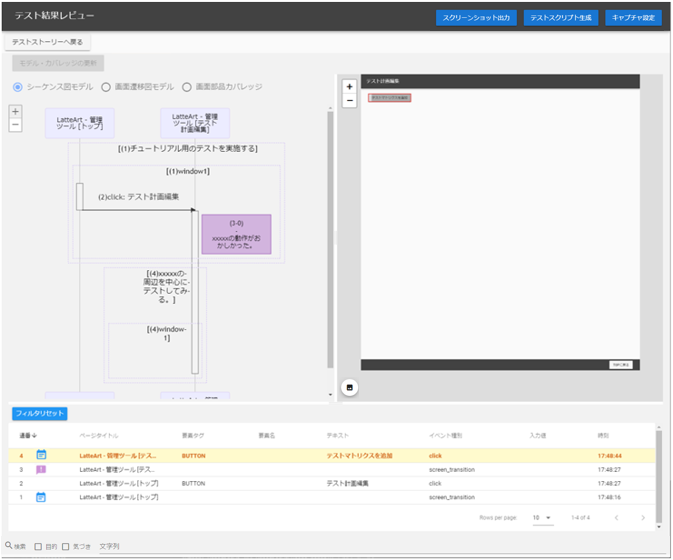 テスト結果レビュー
スクリーンショット出力
テストスクリプト生成
キャプチャ設定
テストストーリーへ戻る
モデル・カバレッジの更新
シーケンス図モデル
画面遷移図モデル
画面部品カバレッジ
+
−
LatteArt - 管理
ツール [トップ]
LatteArt - 管理
ツール [テスト
計画編集]
[(1)チュートリアル用のテストを実施する]
[(1)window1]
(2)click: テスト計画編集
(3-0)
-
xxxxxの動作がお
かしかった。
[(4)xxxxxの-
周辺を中心に-
テストしてみ-
る。]
[(4)window-
1]
+
−
テスト計画編集
テストマトリクスを追加
フィルタリセット
通番 ページタイトル 要素タグ 要素名 テキスト イベント種別 入力値 時刻
4 LatteArt - 管理ツール [テス... BUTTON テストマトリクスを追加 click 17:48:44
3 LatteArt - 管理ツール [テス... screen_transition 17:48:27
2 LatteArt - 管理ツール [トップ] BUTTON テスト計画編集 click 17:48:27
1 LatteArt - 管理ツール [トップ] screen_transition 17:48:16
Rows per page: 10 1-4 of 4
検索 目的 気づき 文字列